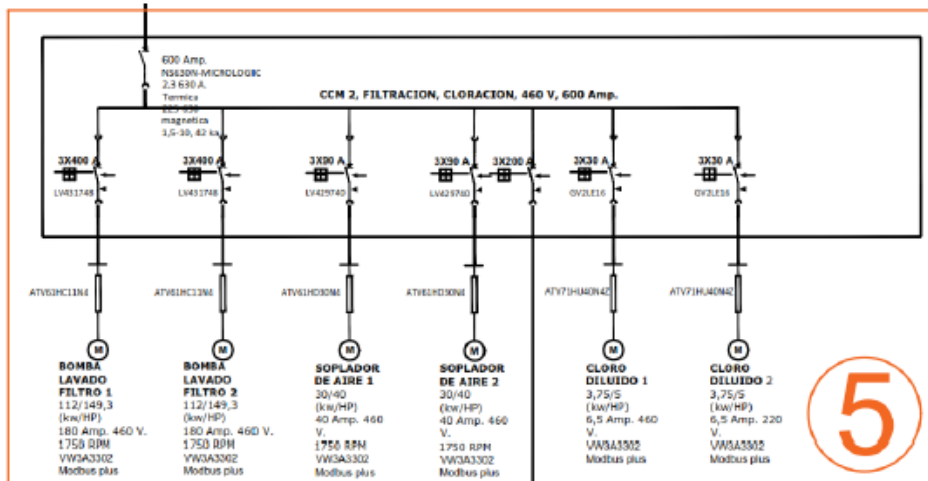 600 Amp.
NS630N-MICROLOGIC
2.3 630 A.
Termica
magnetica
1,5-10, 42 ka
CCM 2, FILTRACION, CLORACION, 460 V, 600 Amp.
3X400 A
3X400 A
3X90 A
3X90 A
3X200 A
3X30 A
3X30 A
LV431748
LV431748
LV429740
LV429740
GV2LE16
GV2LE16
ATV61HC11N4
ATV61HC11N4
ATV61HD30N4
ATV61HD30N4
ATV71HU40N4Z
ATV71HU40N4Z
M
M
M
M
M
M
BOMBA
LAVADO
FILTRO 1
112/149,3
(kw/HP)
180 Amp. 460 V.
1750 RPM
VW3A3302
Modbus plus
BOMBA
LAVADO
FILTRO 2
112/149,3
(kw/HP)
180 Amp. 460 V.
1750 RPM
VW3A3302
Modbus plus
SOPLADOR
DE AIRE 1
30/40
(kw/HP)
40 Amp. 460
V.
1750 RPM
VW3A3302
Modbus plus
SOPLADOR
DE AIRE 2
30/40
(kw/HP)
40 Amp. 460
V.
1750 RPM
VW3A3302
Modbus plus
CLORO
DILUIDO 1
3,75/5
(kw/HP)
6,5 Amp. 460
V.
VW3A3302
Modbus plus
CLORO
DILUIDO 2
3,75/5
(kw/HP)
6,5 Amp. 220
V.
VW3A3302
Modbus plus
5